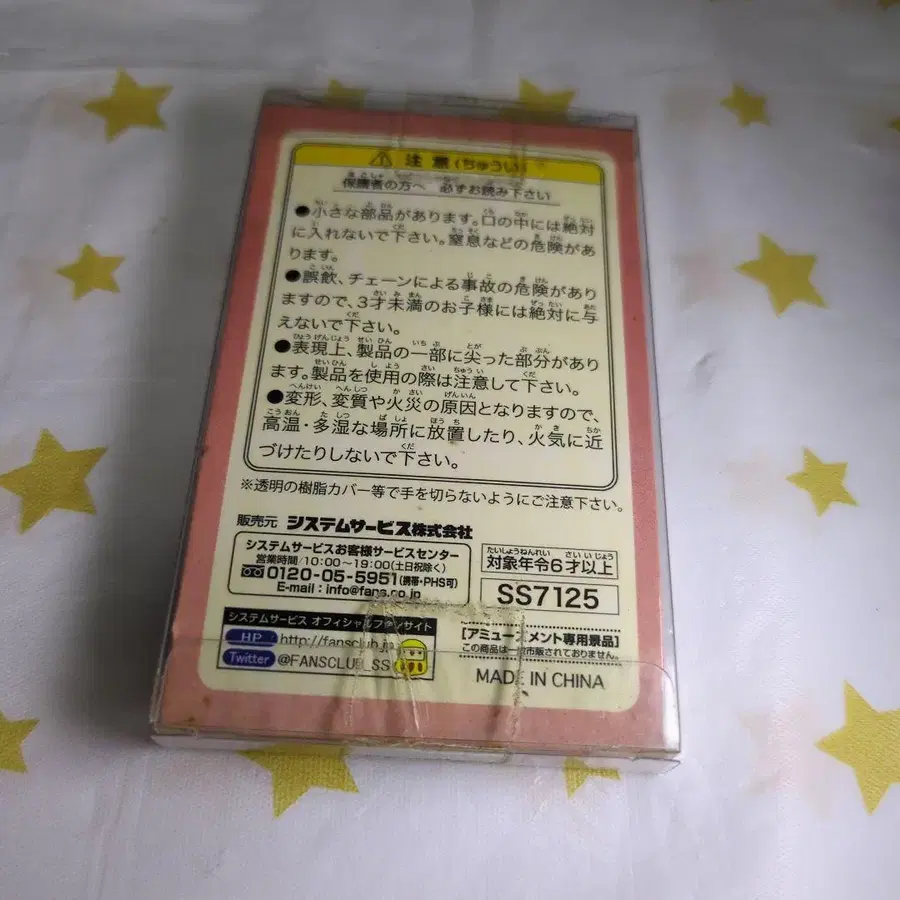 注意(ちゅうい)
保護者の方へ 必ずお読み下さい
●小さな部品があります。口の中には絶対
に入れないで下さい。窒息などの危険があ
ります。
●誤飲、チェーンによる事故の危険があり
ますので、3才未満のお子様には絶対に与
えないで下さい。
●表現上、製品の一部に尖った部分があり
ます。製品を使用の際は注意して下さい。
●変形、変質や火災の原因となりますので、
高温・多湿な場所に放置したり、火気に近
づけたりしないで下さい。
※透明の樹脂カバー等で手を切らないようにご注意下さい。
販売元 システムサービス株式会社
システムサービスお客様サービスセンター
営業時間/10:00～19:00(土日祝除く)
0120-05-5951(携帯・PHS可)
E-mail:info@fans.co.jp
たいしょうねんれい さいいじょう
対象年令6才以上
SS7125
システムサービス オフィシャルファンサイト
HP http://fansclub.jp
Twitter @FANSCLUB_SS
[アミューズメント専用景品]
この商品は一般市販されておりません。
MADE IN CHINA